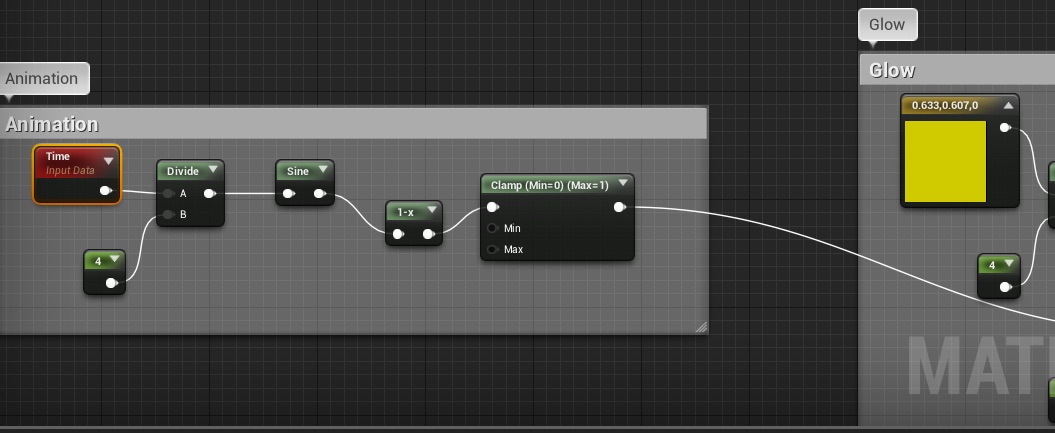 Glow
Animation
Glow
Animation
0.633,0.607,0
Time
Input Data
Divide
A
B
Sine
Clamp (Min=0) (Max=1)
Min
Max
1-x
4
4